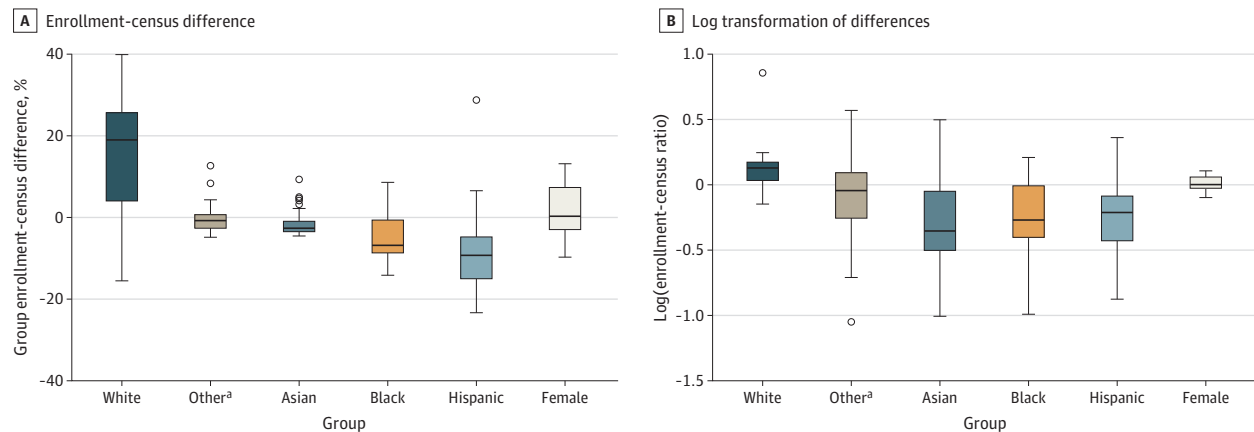 A Enrollment-census difference
Group enrollment-census difference, %
40
20
0
-20
-40
White Otherᵃ Asian Black Hispanic Female
Group
B Log transformation of differences
Log(enrollment-census ratio)
1.0
0.5
0
-0.5
-1.0
-1.5
White Otherᵃ Asian Black Hispanic Female
Group